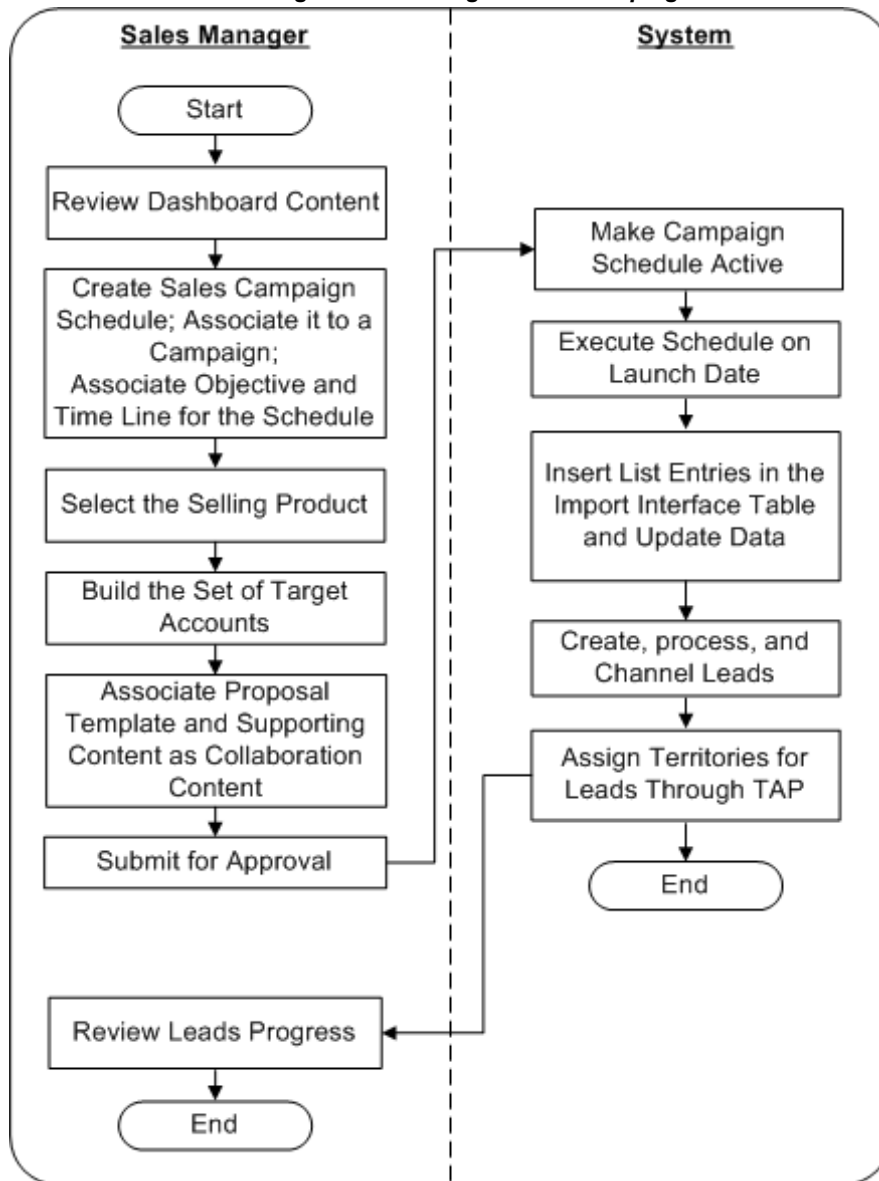 Sales Manager
Start
Review Dashboard Content
Create Sales Campaign
Schedule; Associate it to a
Campaign;
Associate Objective and
Time Line for the Schedule
Select the Selling Product
Build the Set of Target
Accounts
Associate Proposal
Template and Supporting
Content as Collaboration
Content
Submit for Approval
Review Leads Progress
End
System
Make Campaign
Schedule Active
Execute Schedule on
Launch Date
Insert List Entries in the
Import Interface Table
and Update Data
Create, process, and
Channel Leads
Assign Territories for
Leads Through TAP
End